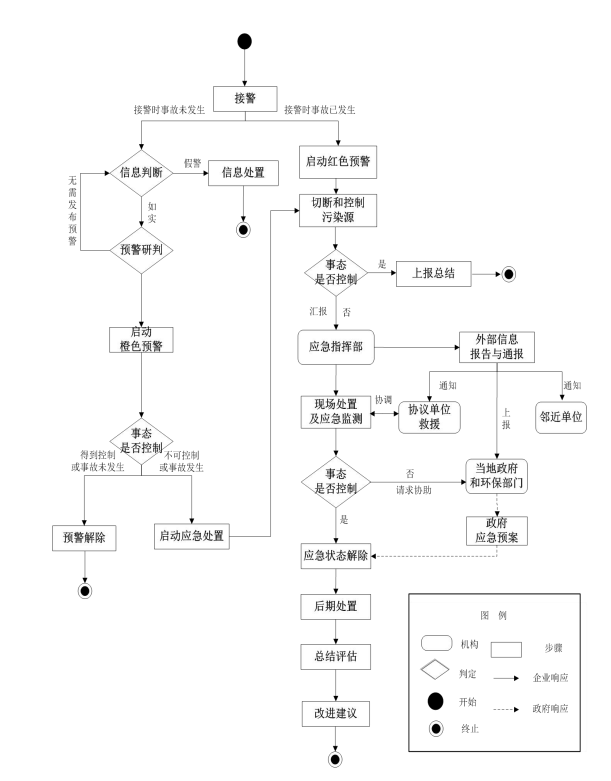 接警
接警时事故未发生
接警时事故已发生
信息判断
假警
信息处置
启动红色预警
无需发布预警
如实
切断和控制
污染源
预警研判
事态
是否控制
是
上报总结
汇报
否
启动
橙色预警
应急指挥部
外部信息
报告与通报
通知
通知
现场处置
及应急监测
协调
协议单位
救援
上报
邻近单位
事态
是否控制
得到控制
或事故未发生
不可控制
或事故发生
事态
是否控制
否
请求协助
当地政府
和环保部门
是
预警解除
启动应急处置
政府
应急预案
应急状态解除
后期处置
总结评估
改进建议
图 例
机构
步骤
判定
企业响应
开始
政府响应
终止